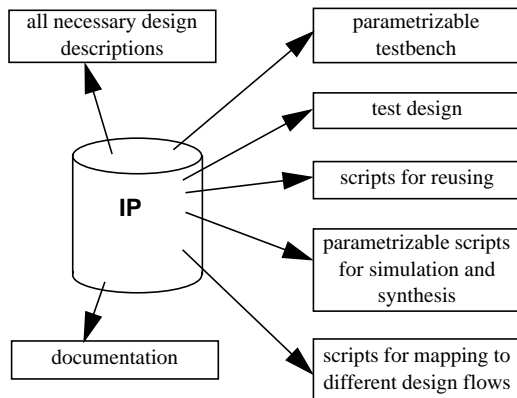 all necessary design
descriptions
parametrizable
testbench
test design
scripts for reusing
IP
parametrizable scripts
for simulation and
synthesis
documentation
scripts for mapping to
different design flows